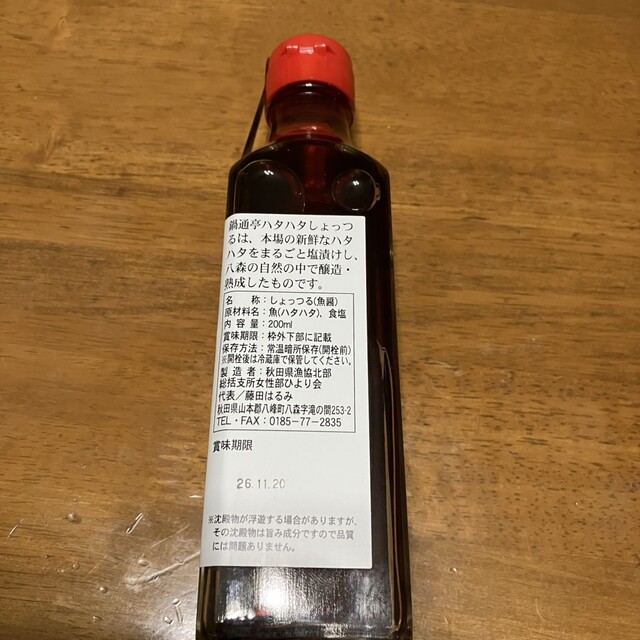 鍋通亭ハタハタしょっつ
るは、本場の新鮮なハタ
ハタをまるごと塩漬けし、
八森の自然の中で醸造・
熟成したものです。
名　　称：しょっつる(魚醤)
原材料名：魚(ハタハタ)、食塩
内 容 量：200ml
賞味期限：枠外下部に記載
保存方法：常温暗所保存(開栓前)
※開栓後は冷蔵庫で保管してください。
製 造 者：秋田県漁協北部
総括支所女性部ひより会
代表／藤田はるみ
秋田県山本郡八峰町八森字滝の間253-2
TEL・FAX：0185-77-2835
賞味期限
26.11.20
※沈殿物が浮遊する場合がありますが、
その沈殿物は旨み成分ですので品質
には問題ありません。